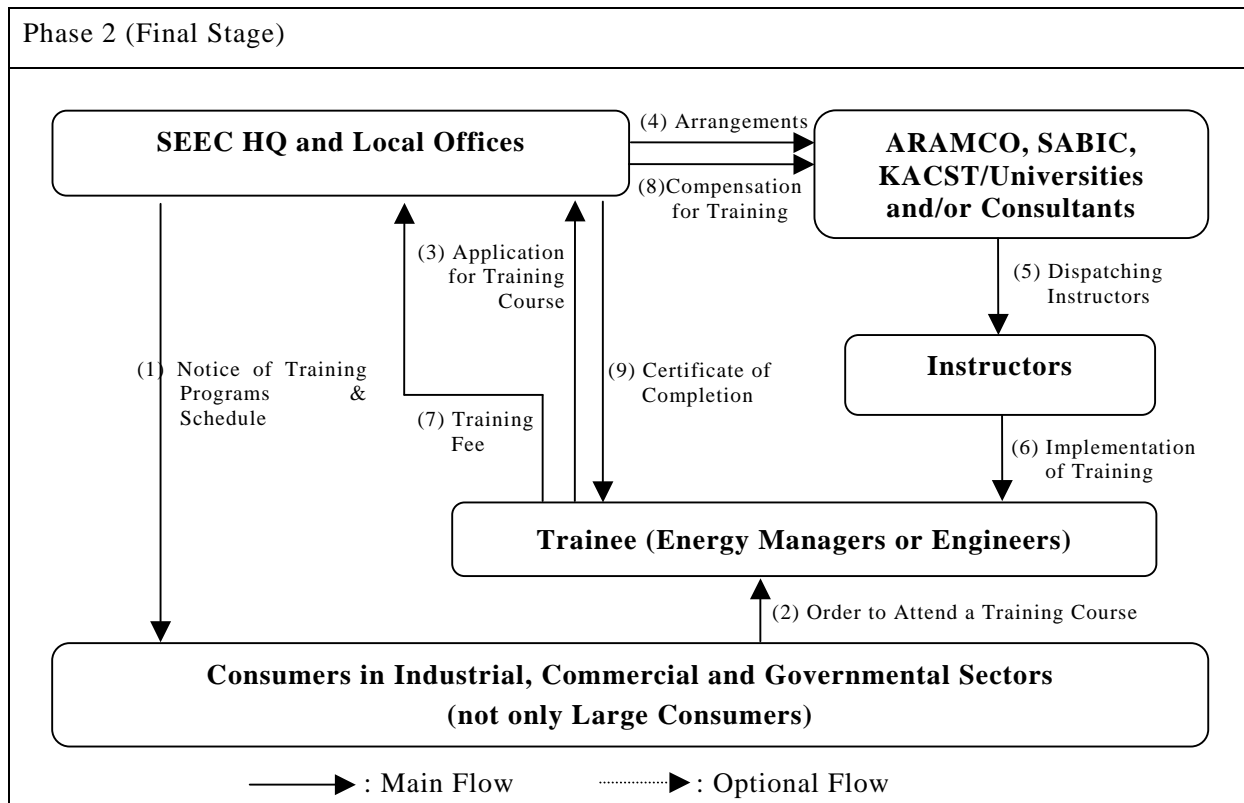 Phase 2 (Final Stage)
SEEC HQ and Local Offices
(4) Arrangements
(8)Compensation
for Training
ARAMCO, SABIC,
KACST/Universities
and/or Consultants
(3) Application
for Training
Course
(5) Dispatching
Instructors
(1) Notice of Training
Programs &
Schedule
(9) Certificate of
Completion
Instructors
(7) Training
Fee
(6) Implementation
of Training
Trainee (Energy Managers or Engineers)
(2) Order to Attend a Training Course
Consumers in Industrial, Commercial and Governmental Sectors
(not only Large Consumers)
: Main Flow
: Optional Flow